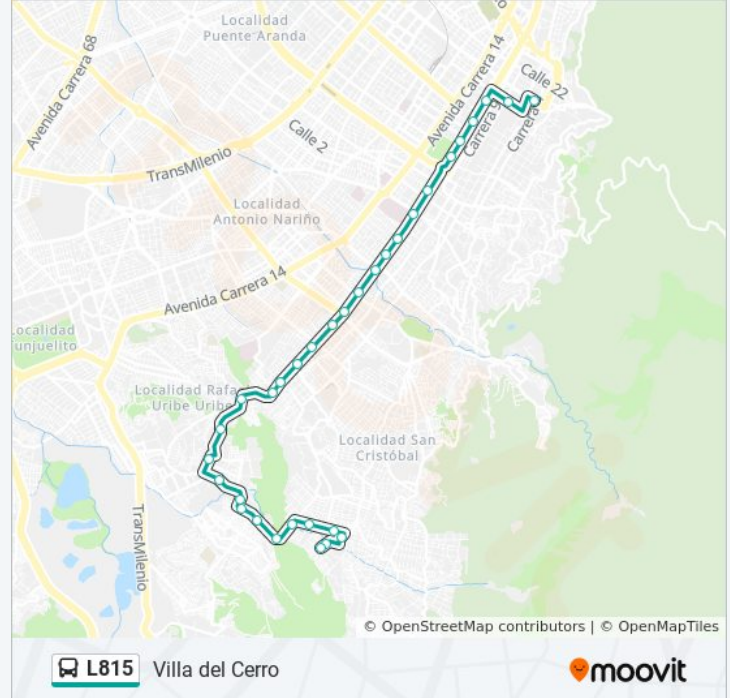 Localidad
Puente Aranda
Avenida Carrera 68
Avenida Carrera 14
Calle 22
Calle 2
Carrera 9
Carrera
TransMilenio
Localidad
Antonio Nariño
Avenida Carrera 14
ocalidad
unjuelito
Localidad Rafa
Uribe Uribe
Localidad San
Cristóbal
TransMilenio
© OpenStreetMap contributors | © OpenMapTiles
L815 Villa del Cerro
moovit